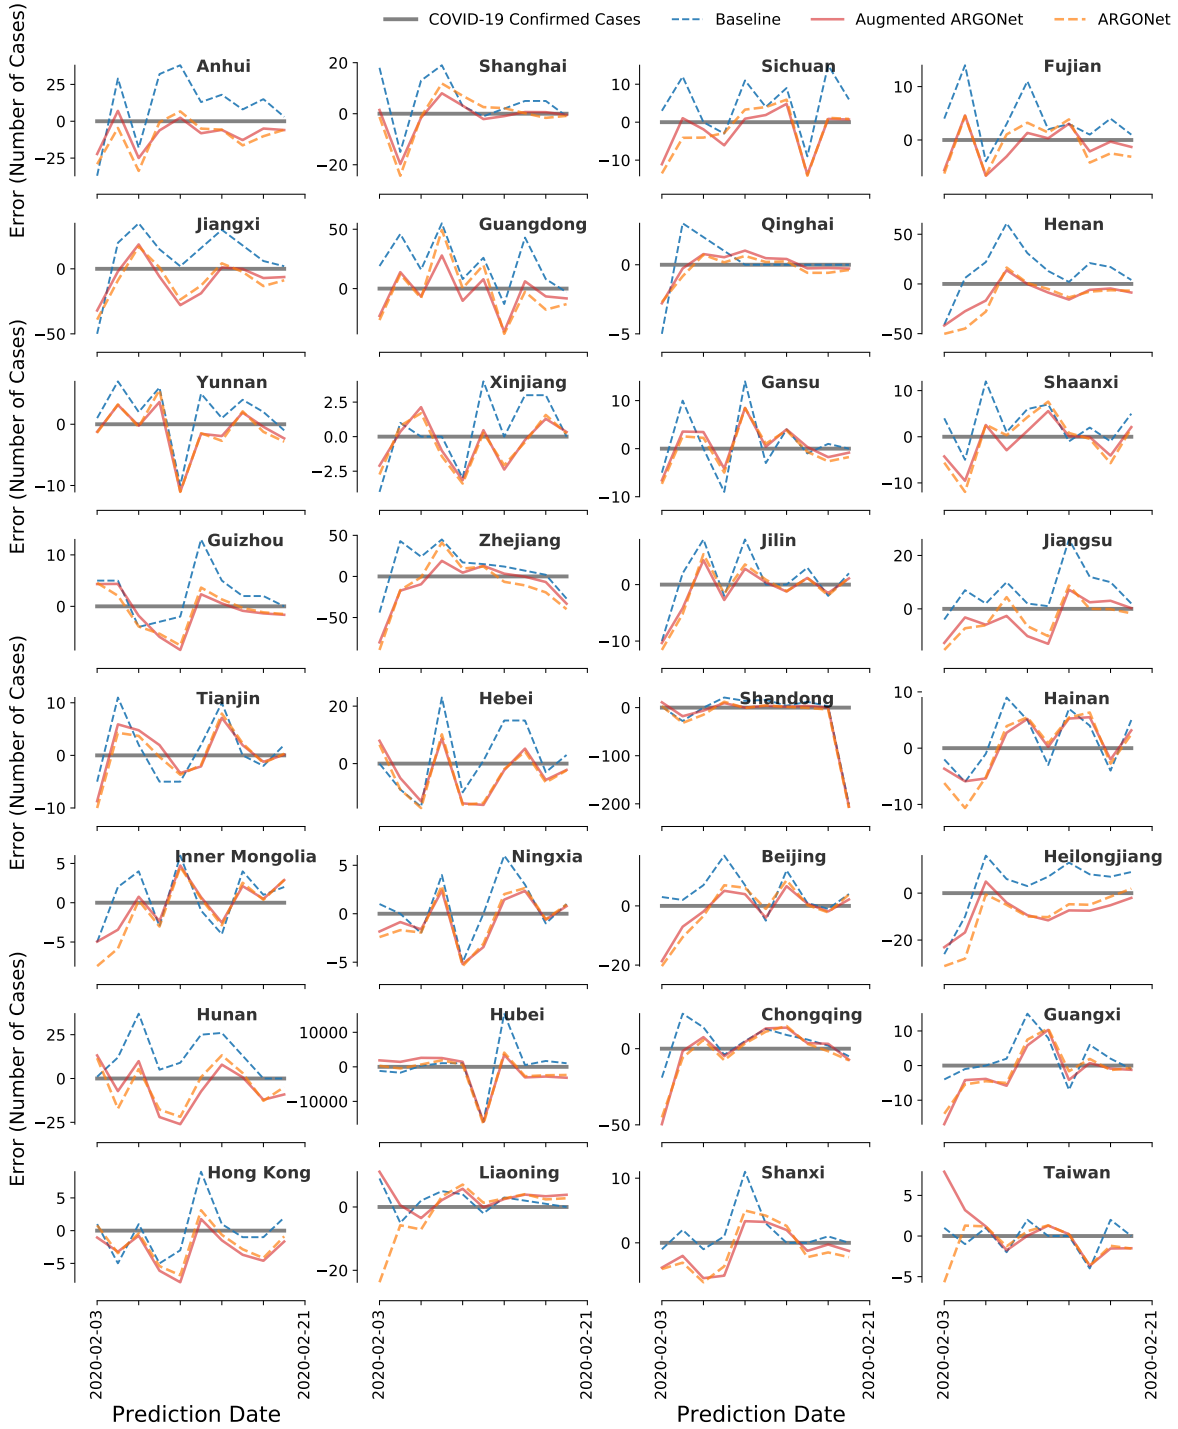 COVID-19 Confirmed Cases Baseline Augmented ARGONet ARGONet
Anhui Shanghai Sichuan Fujian
25 0 −25
20 0 −20
10 0 −10
10 0
Error (Number of Cases)
Jiangxi Guangdong Qinghai Henan
0 −50
50 0
0 −5
50 0 −50
Yunnan Xinjiang Gansu Shaanxi
0 −10
2.5 0.0 −2.5
10 0 −10
10 0 −10
Error (Number of Cases)
Guizhou Zhejiang Jilin Jiangsu
10 0
50 0 −50
0 −10
20 0
Tianjin Hebei Shandong Hainan
10 0 −10
20 0
0 −100 −200
10 0 −10
Error (Number of Cases)
Inner Mongolia Ningxia Beijing Heilongjiang
5 0 −5
5 0 −5
0 −20
0 −20
Hunan Hubei Chongqing Guangxi
25 0 −25
10000 0 −10000
0 −50
10 0 −10
Error (Number of Cases)
Hong Kong Liaoning Shanxi Taiwan
5 0 −5
0 −20
10 0
5 0 −5
2020-02-03 2020-02-21 2020-02-03 2020-02-21 2020-02-03 2020-02-21 2020-02-03 2020-02-21
Prediction Date Prediction Date